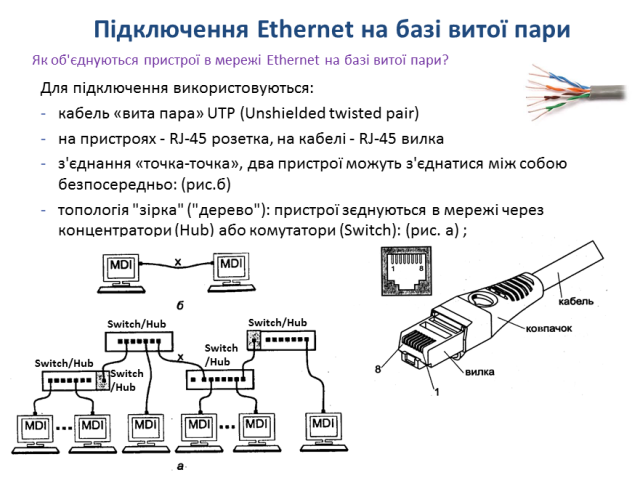 Підключення Ethernet на базі витої пари
Як об'єднуються пристрої в мережі Ethernet на базі витої пари?
Для підключення використовуються:
- кабель «вита пара» UTP (Unshielded twisted pair)
- на пристроях - RJ-45 розетка, на кабелі - RJ-45 вилка
- з'єднання «точка-точка», два пристрої можуть з'єднатися між собою
безпосередньо: (рис.б)
- топологія "зірка" ("дерево"): пристрої зєднуються в мережі через
концентратори (Hub) або комутатори (Switch): (рис. а) ;
MDI x MDI
б
1 8
кабель
ковпачок
вилка
8
1
Switch/Hub
Switch/Hub
Switch
/Hub
x
Switch/Hub
Switch
/Hub
MDI ... MDI MDI MDI ... MDI MDI
а